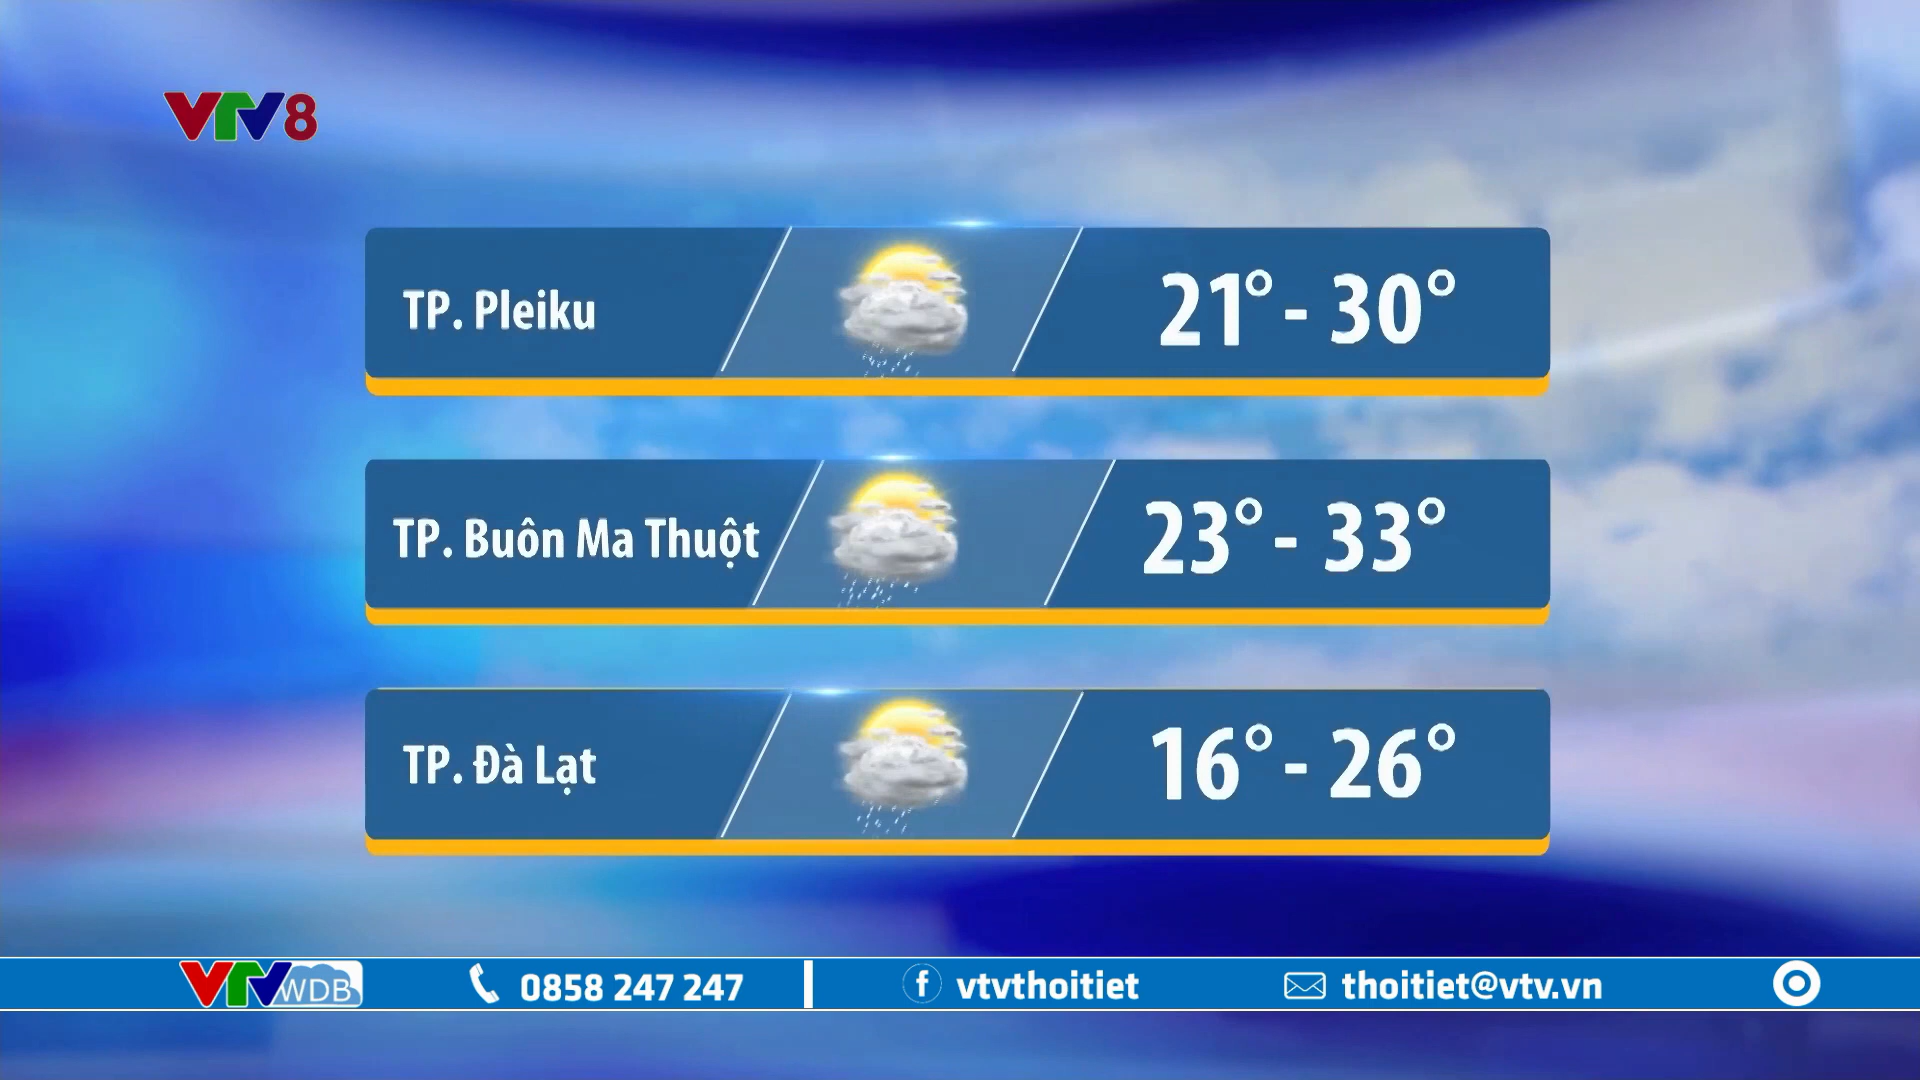 VTV8
TP. Pleiku 21° - 30°
TP. Buôn Ma Thuột 23° - 33°
TP. Đà Lạt 16° - 26°
VTV WDB 0858 247 247 vtvthoitiet thoitiet@vtv.vn